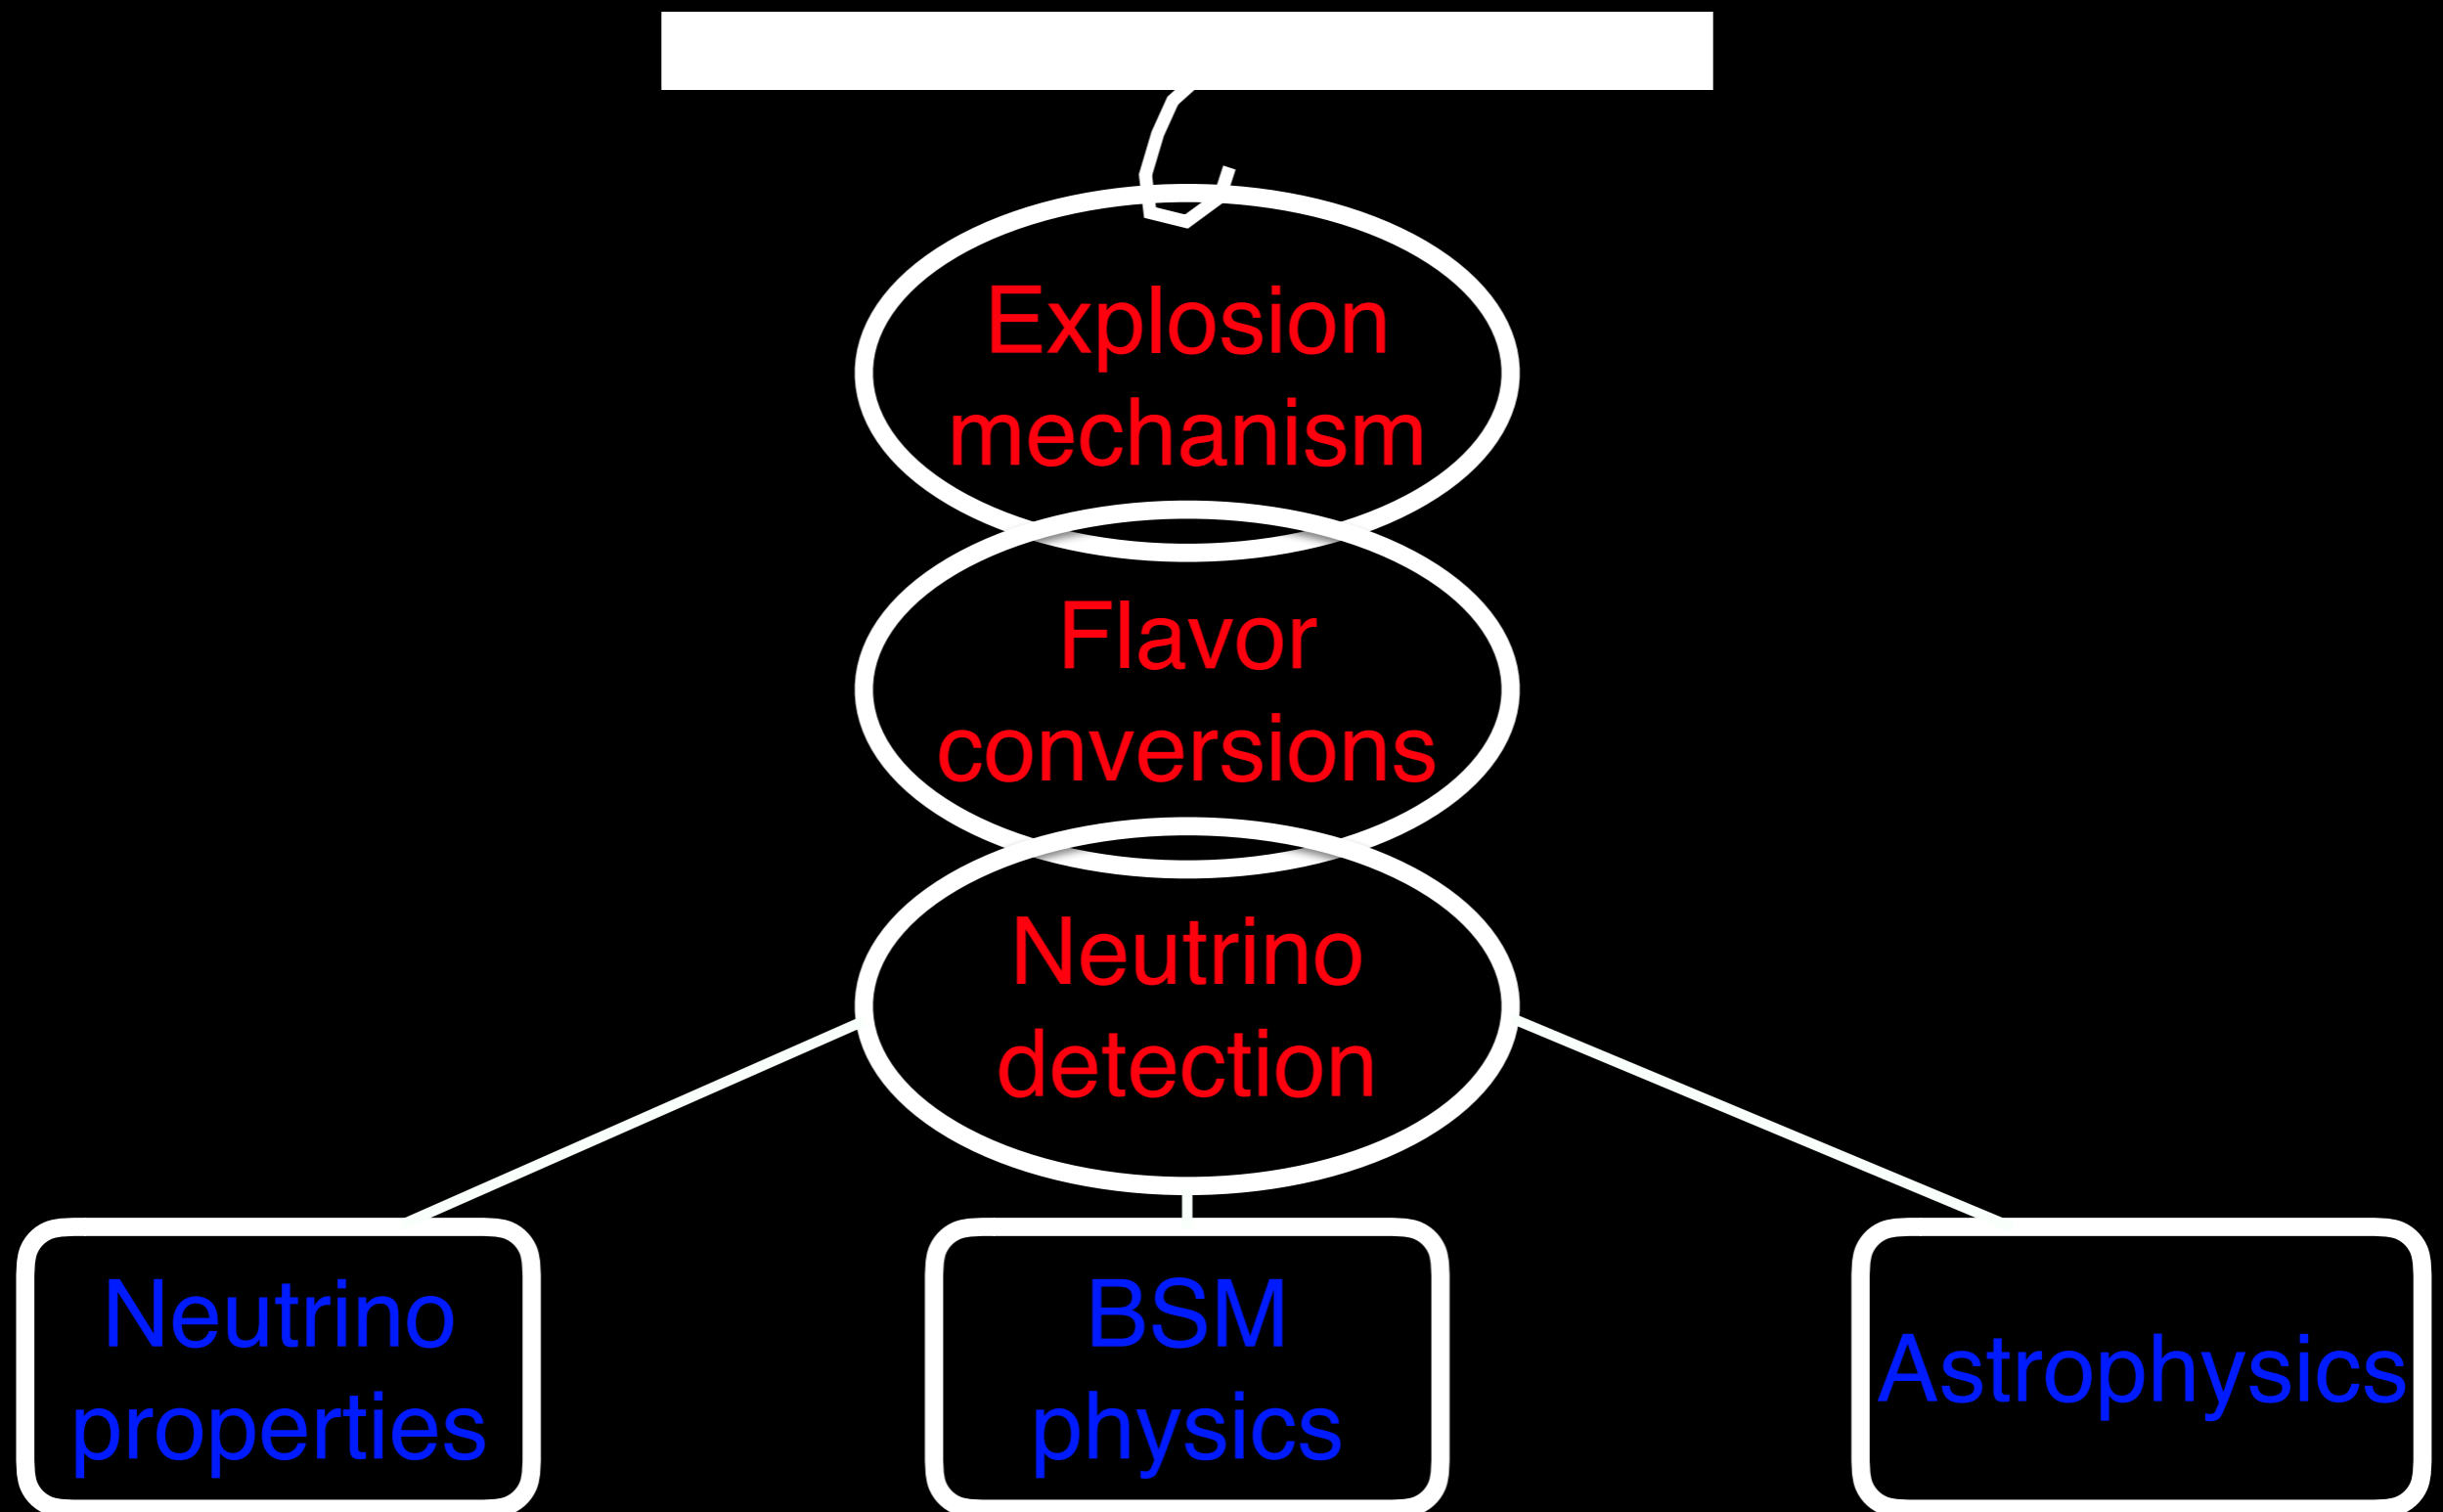 Explosion
mechanism
Flavor
conversions
Neutrino
detection
Neutrino
properties
BSM
physics
Astrophysics